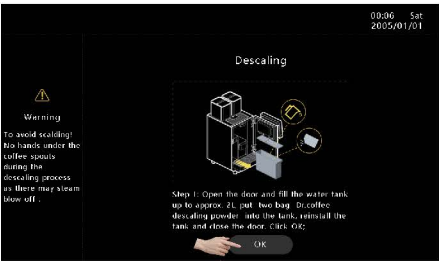 00:06 Sat
2005/01/01
Descaling
Warning
To avoid scalding!
No hands under the
coffee spouts
during the
descaling process
as there may steam
blow off .
Step 1: Open the door and fill the water tank
up to approx. 2L, put two bag Dr.coffee
descaling powder into the tank, reinstall the
tank and close the door. Click OK;
OK